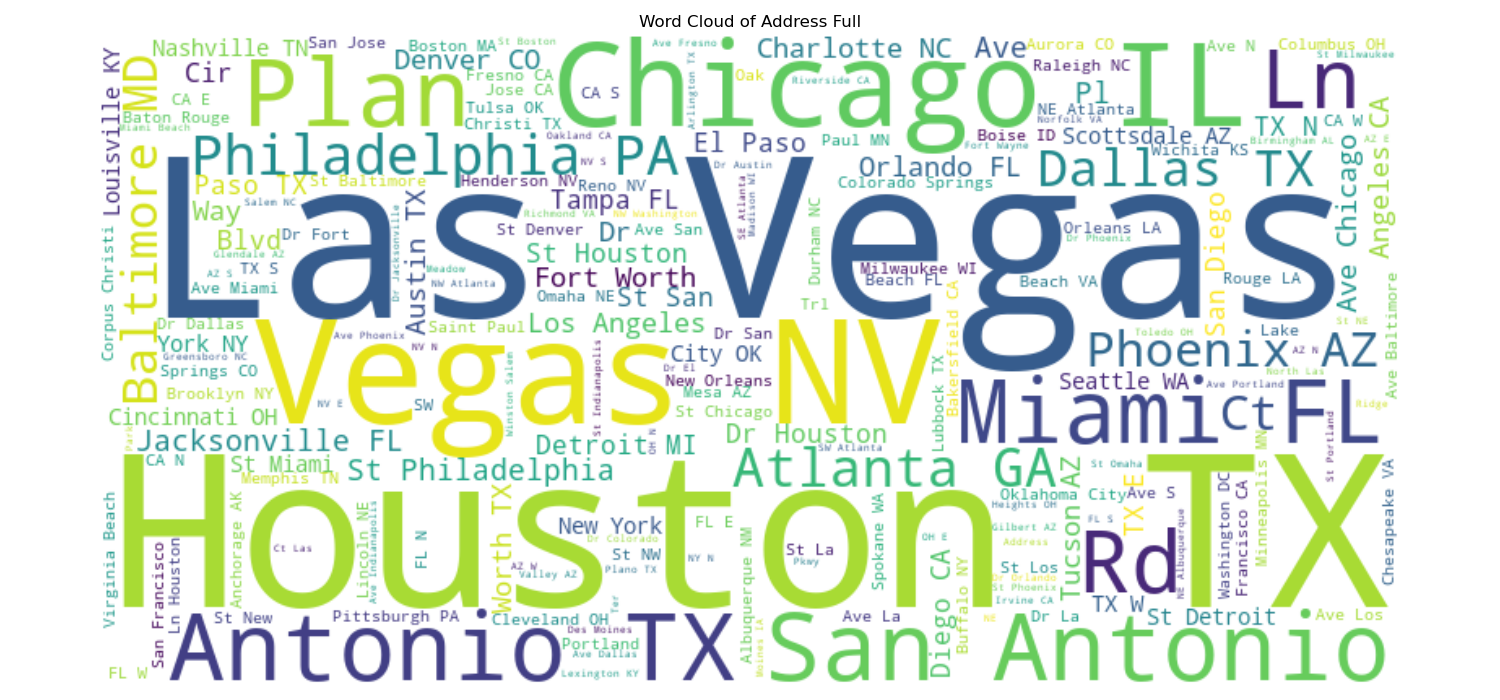 Word Cloud of Address Full
Nashville TN
San Jose
Boston MA
St Boston
Ave Fresno
Charlotte NC
Ave
Aurora CO
Ave N
Columbus OH
St Milwaukee
Louisville KY
MD
Cir
Plan
Denver CO
Fresno CA
Jose CA
CA S
Chicago IL
Arlington TX
Oak
Riverside CA
Raleigh NC
Pl
Ln
CA E
Baton Rouge
Miami Beach
Tulsa OK
Christi TX
Oakland CA
NE Atlanta
Norfolk VA
TX N
CA W
Angeles CA
Philadelphia PA
El Paso
Paul MN
Boise ID
Fort Wayne
Scottsdale AZ
Wichita KS
Birmingham AL
AZ E
NV S
Dr Austin
Orlando FL
Dallas TX
Ave Chicago
Paso TX
St Baltimore
Henderson NV
Reno NV
Colorado Springs
Way
Salem NC
Tampa FL
Richmond VA
NW Washington
SE Atlanta
Madison WI
Las Vegas
Baltimore
Blvd
Dr Fort
Glendale AZ
Dr Jacksonville
Austin TX
St Denver
Dr
Ave San
Durham NC
Orleans LA
Dr Phoenix
San Diego
AZ S
TX S
Ave Miami
Meadow
NW Atlanta
St Houston
Fort Worth
Omaha NE
St San
Milwaukee WI
Beach FL
Beach VA
Rouge LA
Trl
Corpus Christi
Dr Dallas
Ave Phoenix
Saint Paul
Los Angeles
Dr San
Bakersfield CA
Toledo OH
Lake
St NE
Ave Baltimore
York NY
Greensboro NC
Springs CO
NV N
Vegas NV
City OK
Dr El
New Orleans
Phoenix AZ
AZ N
North Las
Brooklyn NY
NV E
SW
Winston Salem
St Indianapolis
Mesa AZ
St Chicago
Lubbock TX
Seattle WA
Ave Portland
Ridge
Cincinnati OH
Miami FL
Ct
Park
Jacksonville FL
Detroit MI
OH N
Dr Houston
SW Atlanta
St Portland
Minneapolis MN
CA N
St Miami
Memphis TN
St Philadelphia
Atlanta GA
St Omaha
Tucson AZ
TX E
Chesapeake VA
Houston TX
Virginia Beach
Anchorage AK
Lincoln NE
Ave Indianapolis
FL N
Worth TX
New York
Dr Colorado
FL E
Spokane WA
Oklahoma City
Ave S
Heights OH
FL S
Gilbert AZ
OH E
Address
Rd
NE Albuquerque
Washington DC
Francisco CA
San Francisco
Ln Houston
Ct Las
AZ W
Valley AZ
St NW
Plano TX
NY N
St La
Pkwy
Albuquerque NM
Diego CA
Buffalo NY
St Los
Dr Orlando
St Phoenix
Irvine CA
TX W
St New
Pittsburgh PA
Cleveland OH
Ter
Des Moines
Ave La
NE
Dr La
St Detroit
Ave Los
FL W
Antonio TX
Portland
Ave Dallas
Lexington KY
Moines IA
San Antonio